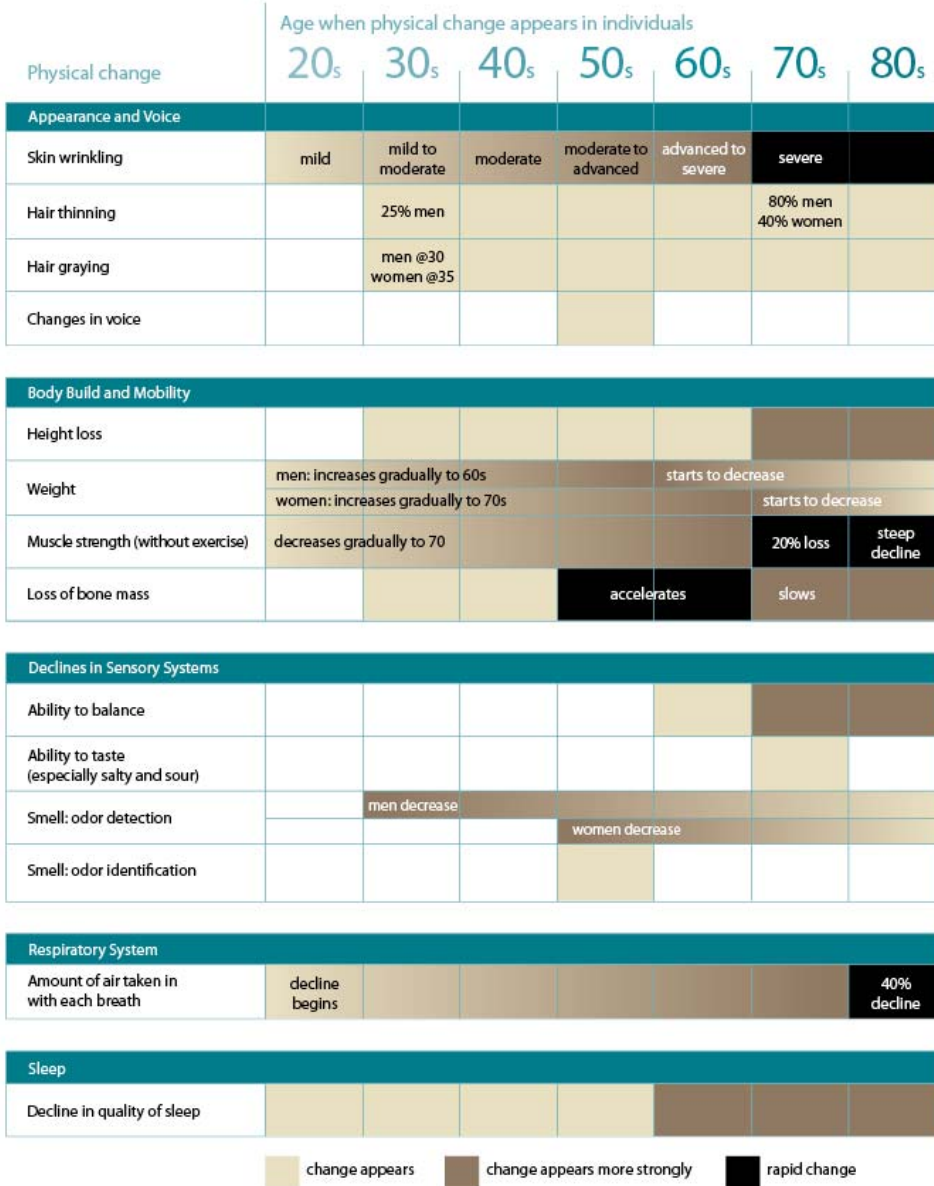 Age when physical change appears in individuals
Physical change
20s 30s 40s 50s 60s 70s 80s
Appearance and Voice
Skin wrinkling
mild
mild to
moderate
moderate
moderate to
advanced
advanced to
severe
severe
Hair thinning
25% men
80% men
40% women
Hair graying
men @30
women @35
Changes in voice
Body Build and Mobility
Height loss
Weight
men: increases gradually to 60s
starts to decrease
women: increases gradually to 70s
starts to decrease
Muscle strength (without exercise)
decreases gradually to 70
20% loss
steep
decline
Loss of bone mass
accelerates
slows
Declines in Sensory Systems
Ability to balance
Ability to taste
(especially salty and sour)
Smell: odor detection
men decrease
women decrease
Smell: odor identification
Respiratory System
Amount of air taken in
with each breath
decline
begins
40%
decline
Sleep
Decline in quality of sleep
change appears
change appears more strongly
rapid change